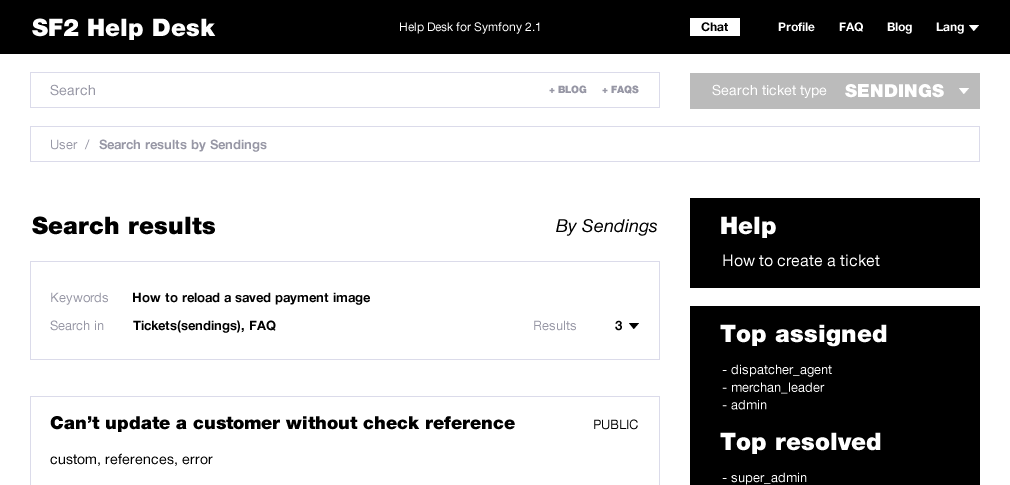 SF2 Help Desk
Help Desk for Symfony 2.1
Chat
Profile
FAQ
Blog
Lang
Search
+ BLOG
+ FAQS
Search ticket type
SENDINGS
User / Search results by Sendings
Search results
By Sendings
Keywords
How to reload a saved payment image
Search in
Tickets(sendings), FAQ
Results
3
Can’t update a customer without check reference
PUBLIC
custom, references, error
Help
How to create a ticket
Top assigned
- dispatcher_agent
- merchan_leader
- admin
Top resolved
- super_admin